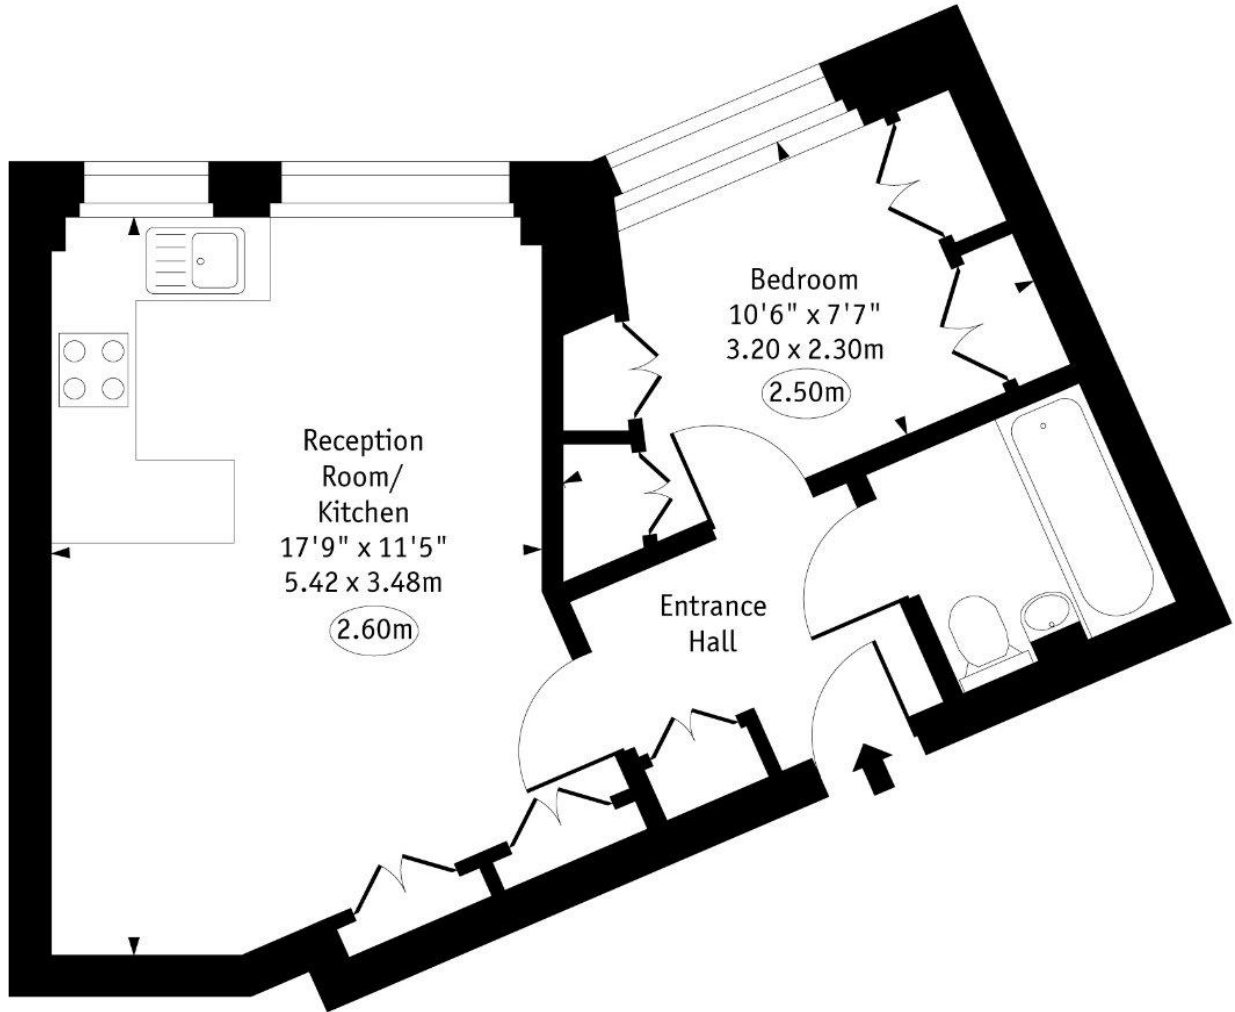 Bedroom
10'6" x 7'7"
3.20 x 2.30m
2.50m
Reception
Room/
Kitchen
17'9" x 11'5"
5.42 x 3.48m
2.60m
Entrance
Hall